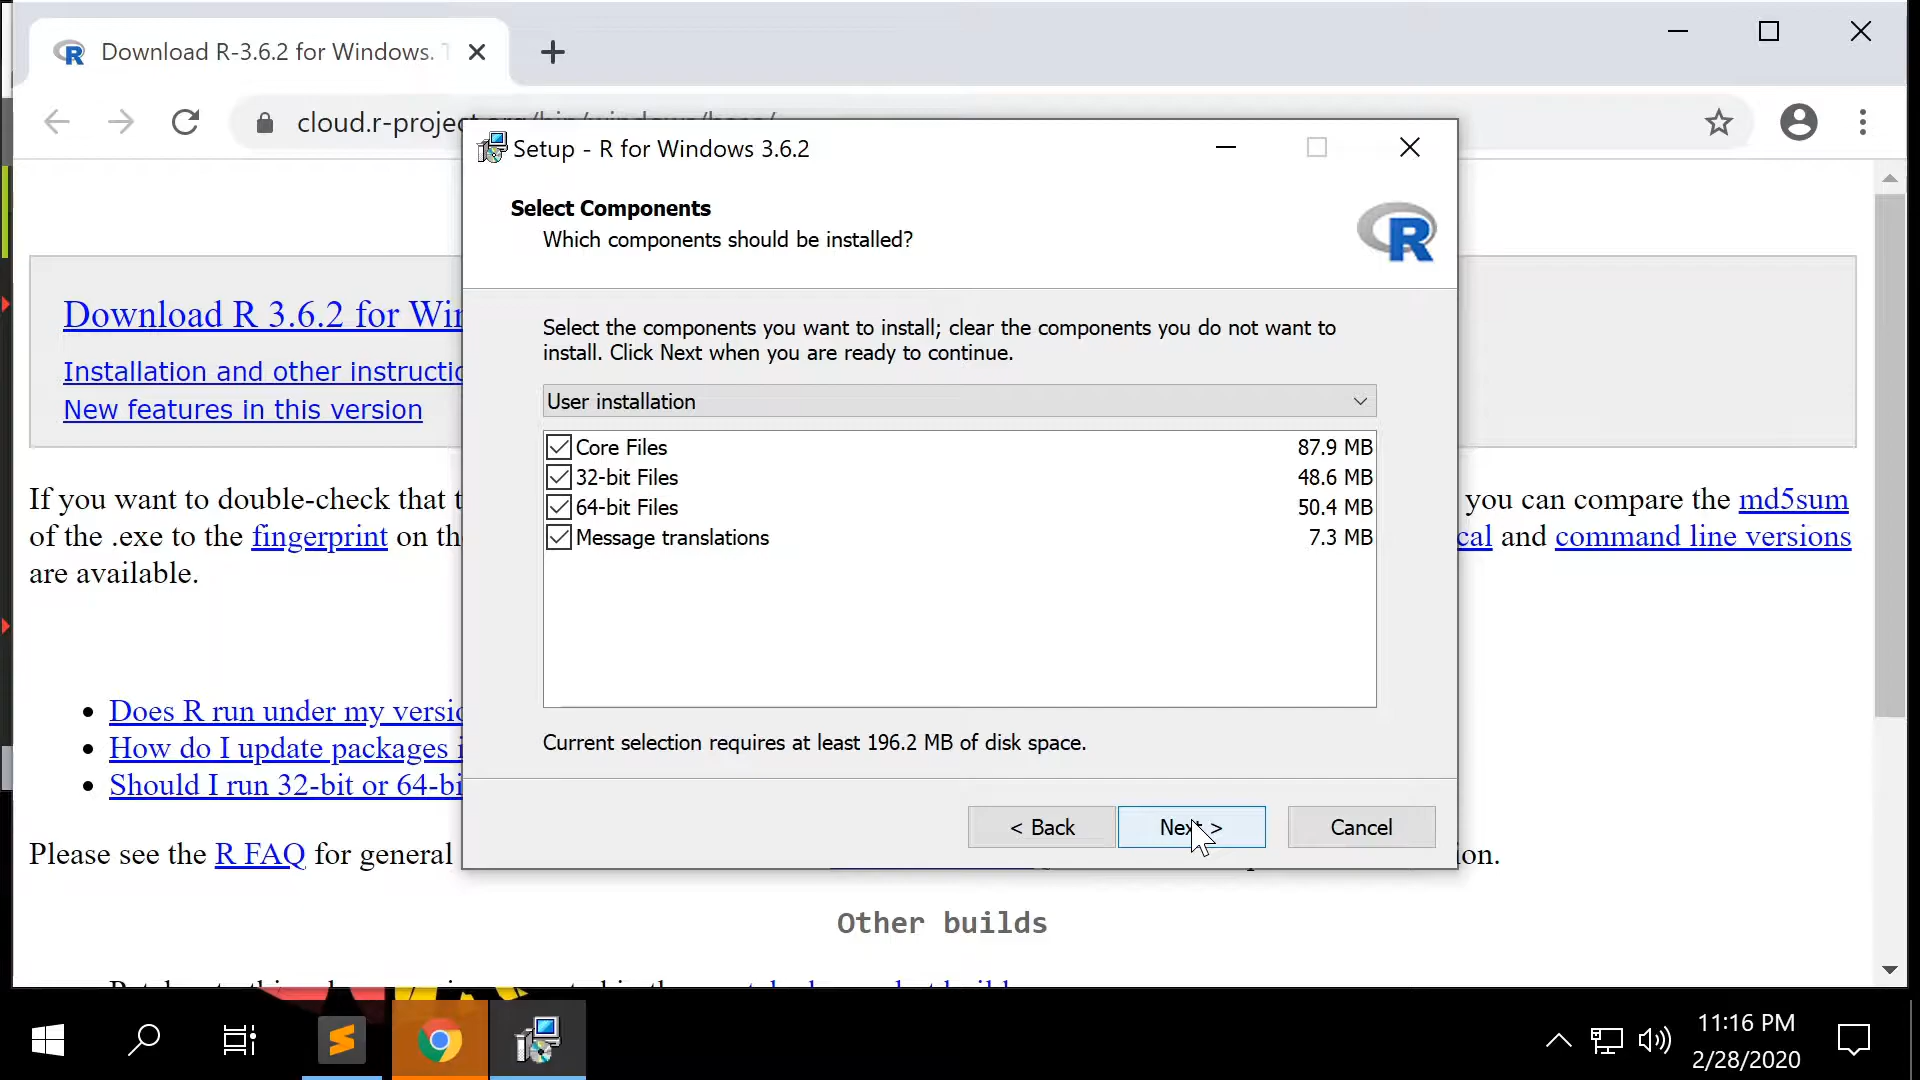 Download R-3.6.2 for Windows.
cloud.r-project.org/bin/windows/base/
Setup - R for Windows 3.6.2
Select Components
Which components should be installed?
R
Download R 3.6.2 for Win
Installation and other instructio
New features in this version
Select the components you want to install; clear the components you do not want to
install. Click Next when you are ready to continue.
User installation
Core Files 87.9 MB
32-bit Files 48.6 MB
64-bit Files 50.4 MB
Message translations 7.3 MB
Current selection requires at least 196.2 MB of disk space.
< Back
Next >
Cancel
If you want to double-check that t you can compare the md5sum
of the .exe to the fingerprint on th cal and command line versions
are available.
• Does R run under my versio
• How do I update packages i
• Should I run 32-bit or 64-bi
Please see the R FAQ for general ion.
Other builds
11:16 PM
2/28/2020